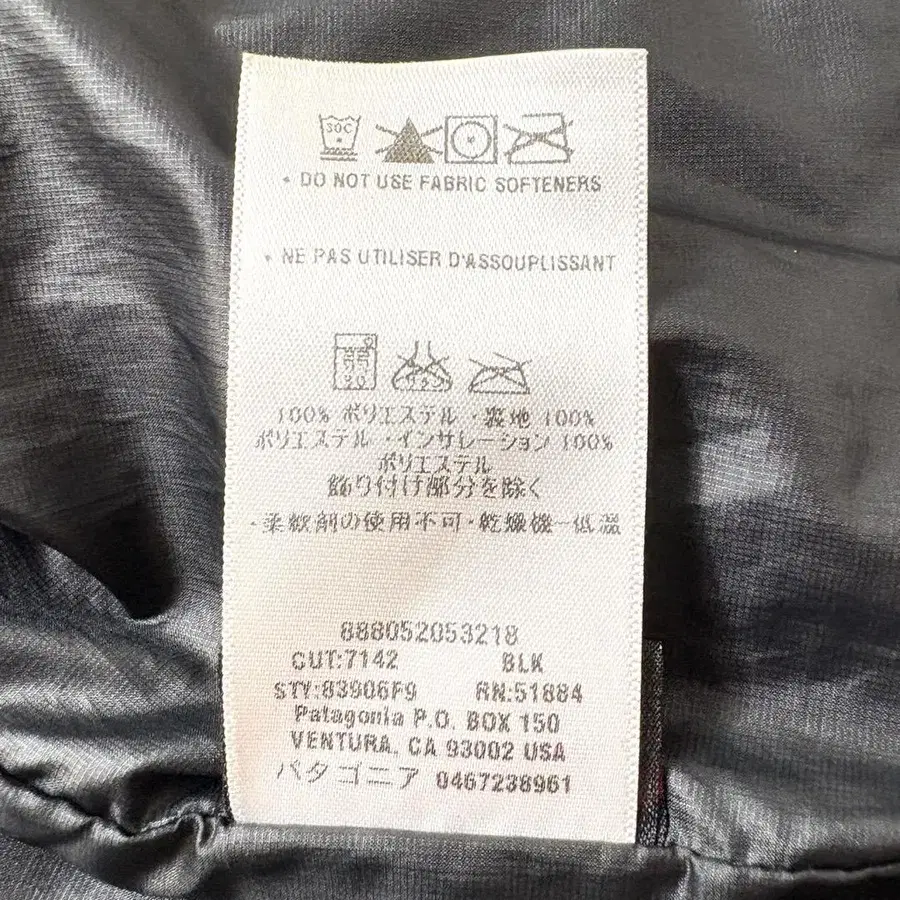 30C
• DO NOT USE FABRIC SOFTENERS
• NE PAS UTILISER D'ASSOUPLISSANT
30
100% ポリエステル・裏地 100%
ポリエステル・インサレーション 100%
ポリエステル
飾り付け部分を除く
・柔軟剤の使用不可・乾燥機-低温
888052053218
CUT:7142 BLK
STY:83906F9 RN:51884
Patagonia P.O. BOX 150
VENTURA, CA 93002 USA
パタゴニア 0467238961